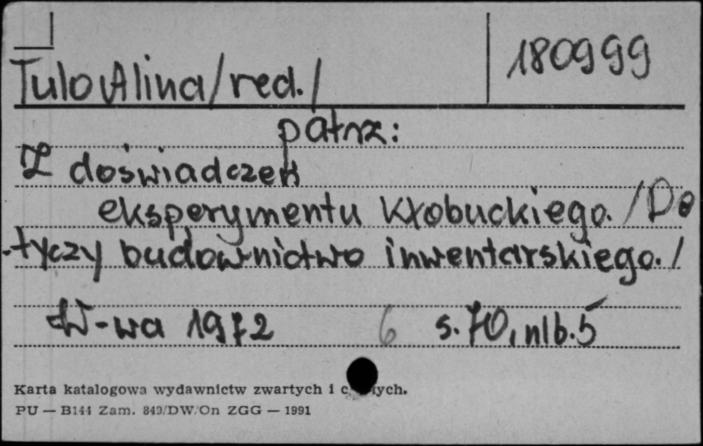 Tulo Alina /red./ 180999
patrz:
Z doświadczeń
eksperymentu Kłobuckiego. /Do
-tyczy budownictwo inwentarskiego./
W-wa 1972 6 s. 70, nlb. 5
Karta katalogowa wydawnictw zwartych i
PU — B144 Zam. 849/DW/On ZGG — 1991